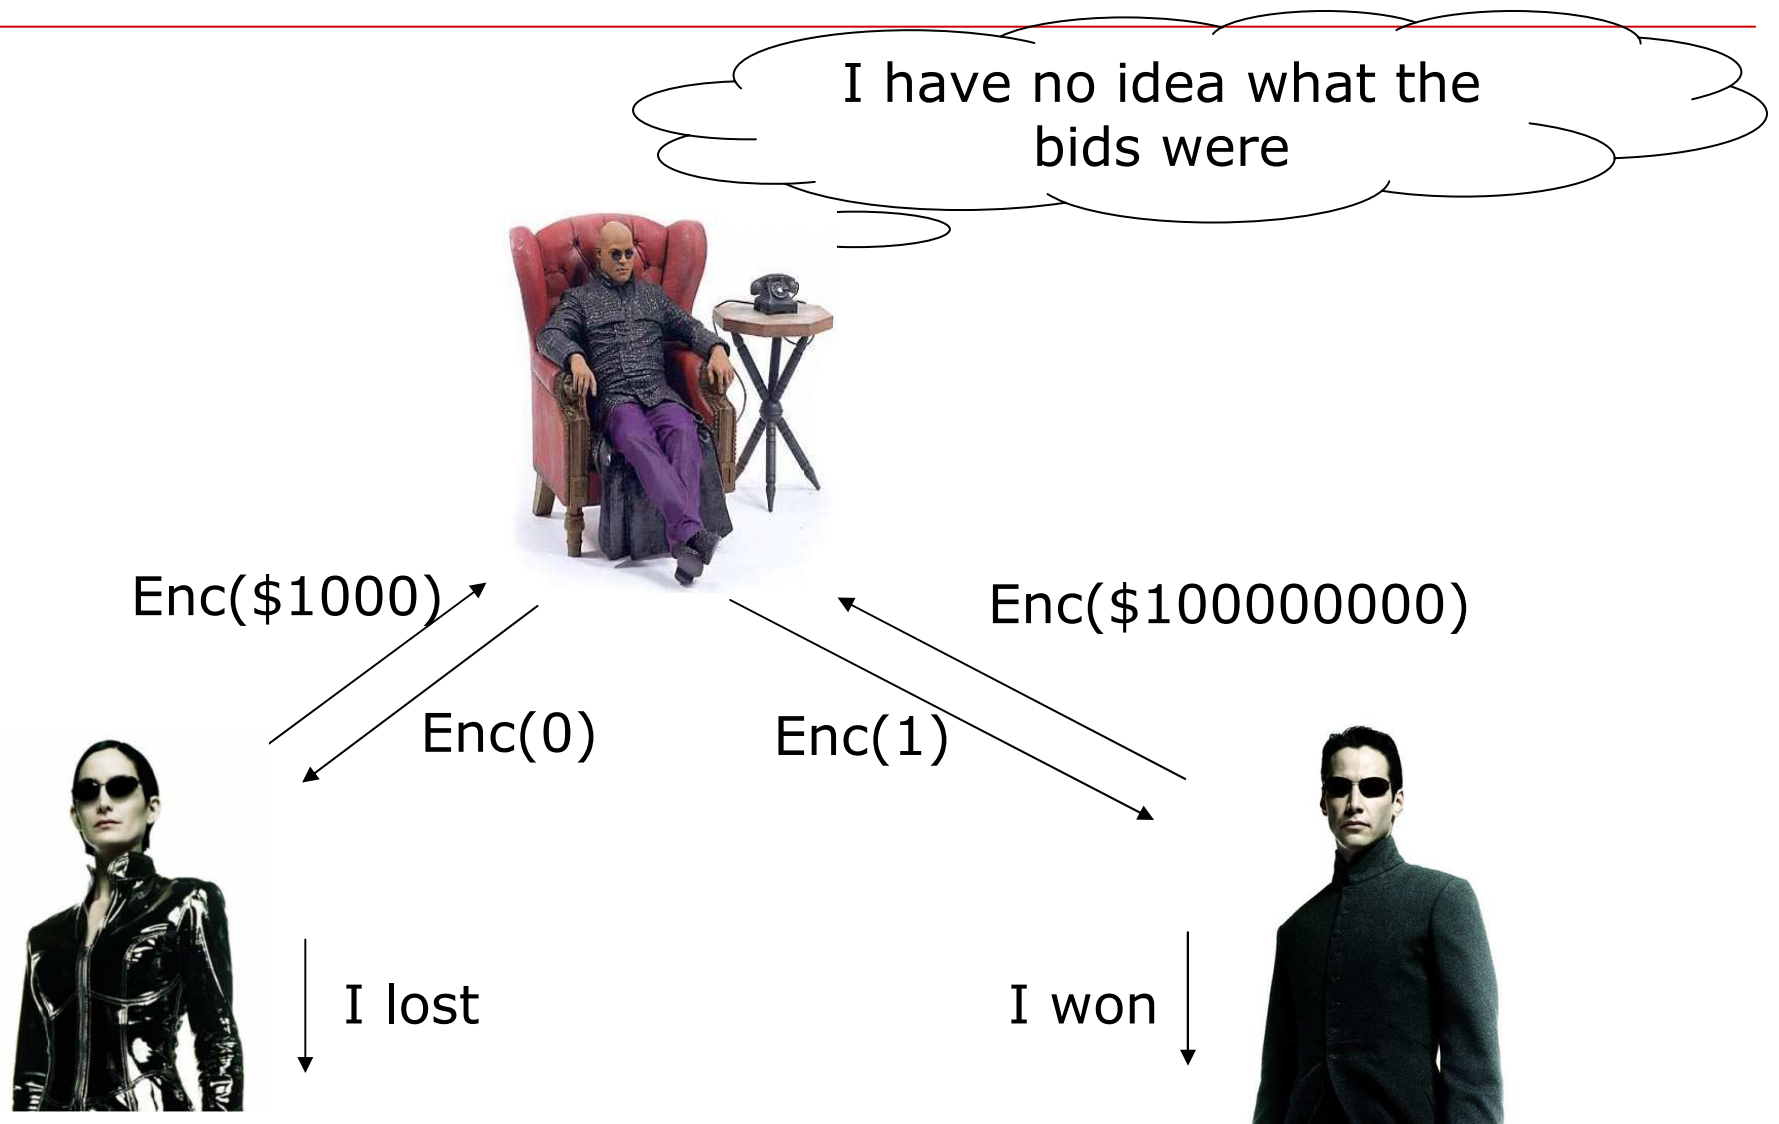 I have no idea what the
bids were
Enc($1000)
Enc($100000000)
Enc(0)
Enc(1)
I lost
I won